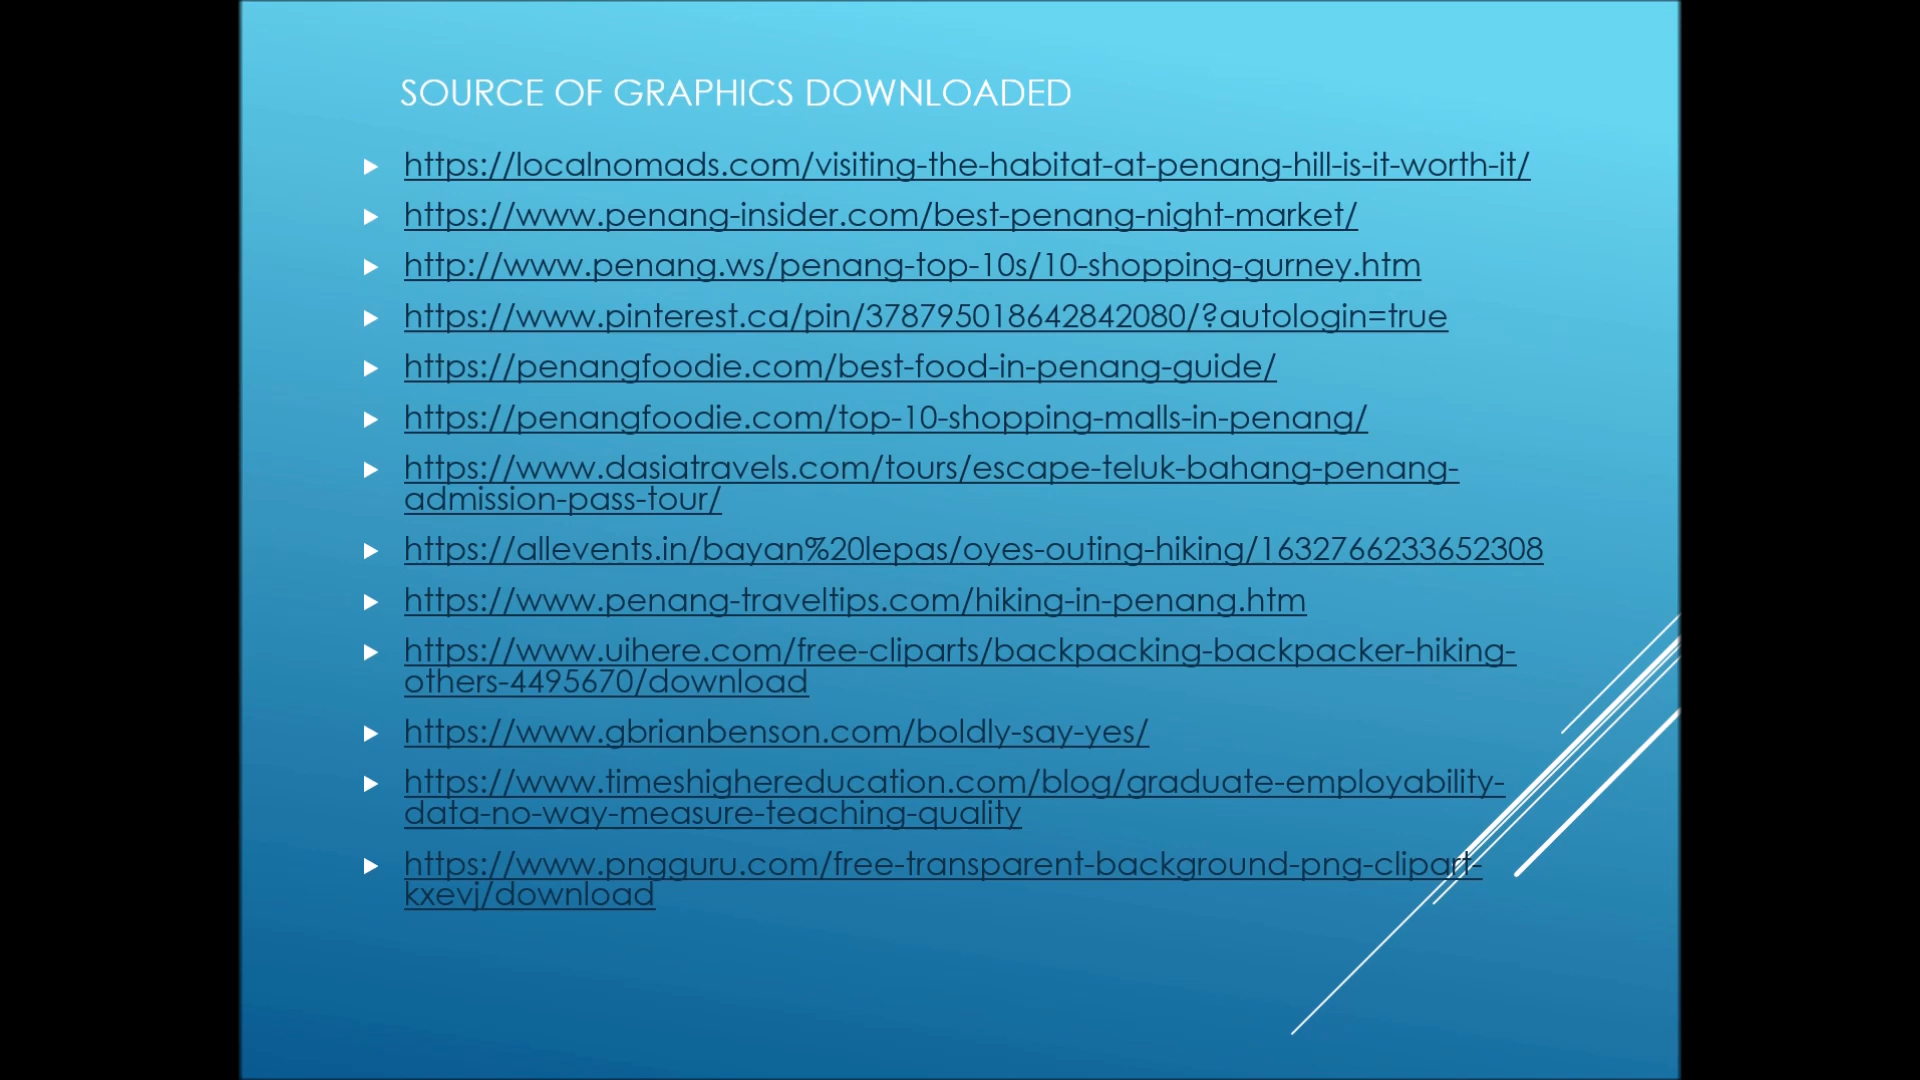 SOURCE OF GRAPHICS DOWNLOADED
https://localnomads.com/visiting-the-habitat-at-penang-hill-is-it-worth-it/
https://www.penang-insider.com/best-penang-night-market/
http://www.penang.ws/penang-top-10s/10-shopping-gurney.htm
https://www.pinterest.ca/pin/378795018642842080/?autologin=true
https://penangfoodie.com/best-food-in-penang-guide/
https://penangfoodie.com/top-10-shopping-malls-in-penang/
https://www.dasiatravels.com/tours/escape-teluk-bahang-penang-
admission-pass-tour/
https://allevents.in/bayan%20lepas/oyes-outing-hiking/1632766233652308
https://www.penang-traveltips.com/hiking-in-penang.htm
https://www.uihere.com/free-cliparts/backpacking-backpacker-hiking-
others-4495670/download
https://www.gbrianbenson.com/boldly-say-yes/
https://www.timeshighereducation.com/blog/graduate-employability-
data-no-way-measure-teaching-quality
https://www.pngguru.com/free-transparent-background-png-clipart-
kxevj/download